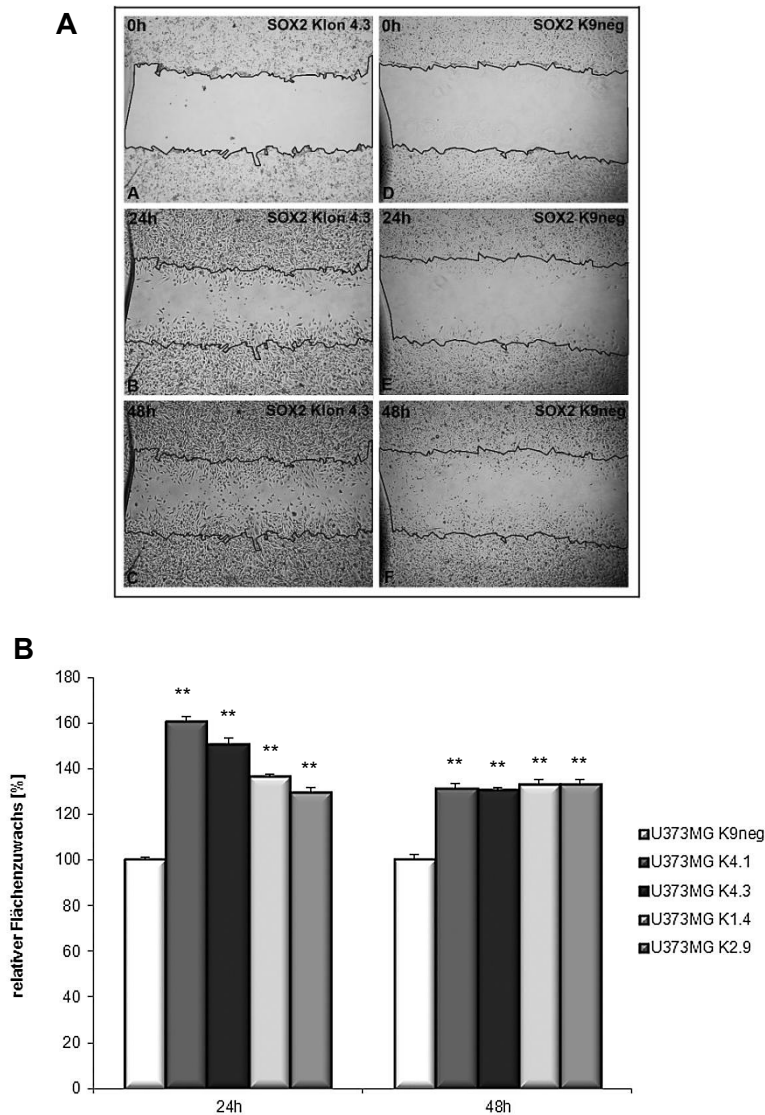 A
0h SOX2 Klon 4.3
A
0h SOX2 K9neg
D
24h SOX2 Klon 4.3
B
24h SOX2 K9neg
E
48h SOX2 Klon 4.3
C
48h SOX2 K9neg
F
B
relativer Flächenzuwachs [%]
180
160
140
120
100
80
60
40
20
0
** ** ** **
** ** ** **
24h
48h
U373MG K9neg
U373MG K4.1
U373MG K4.3
U373MG K1.4
U373MG K2.9